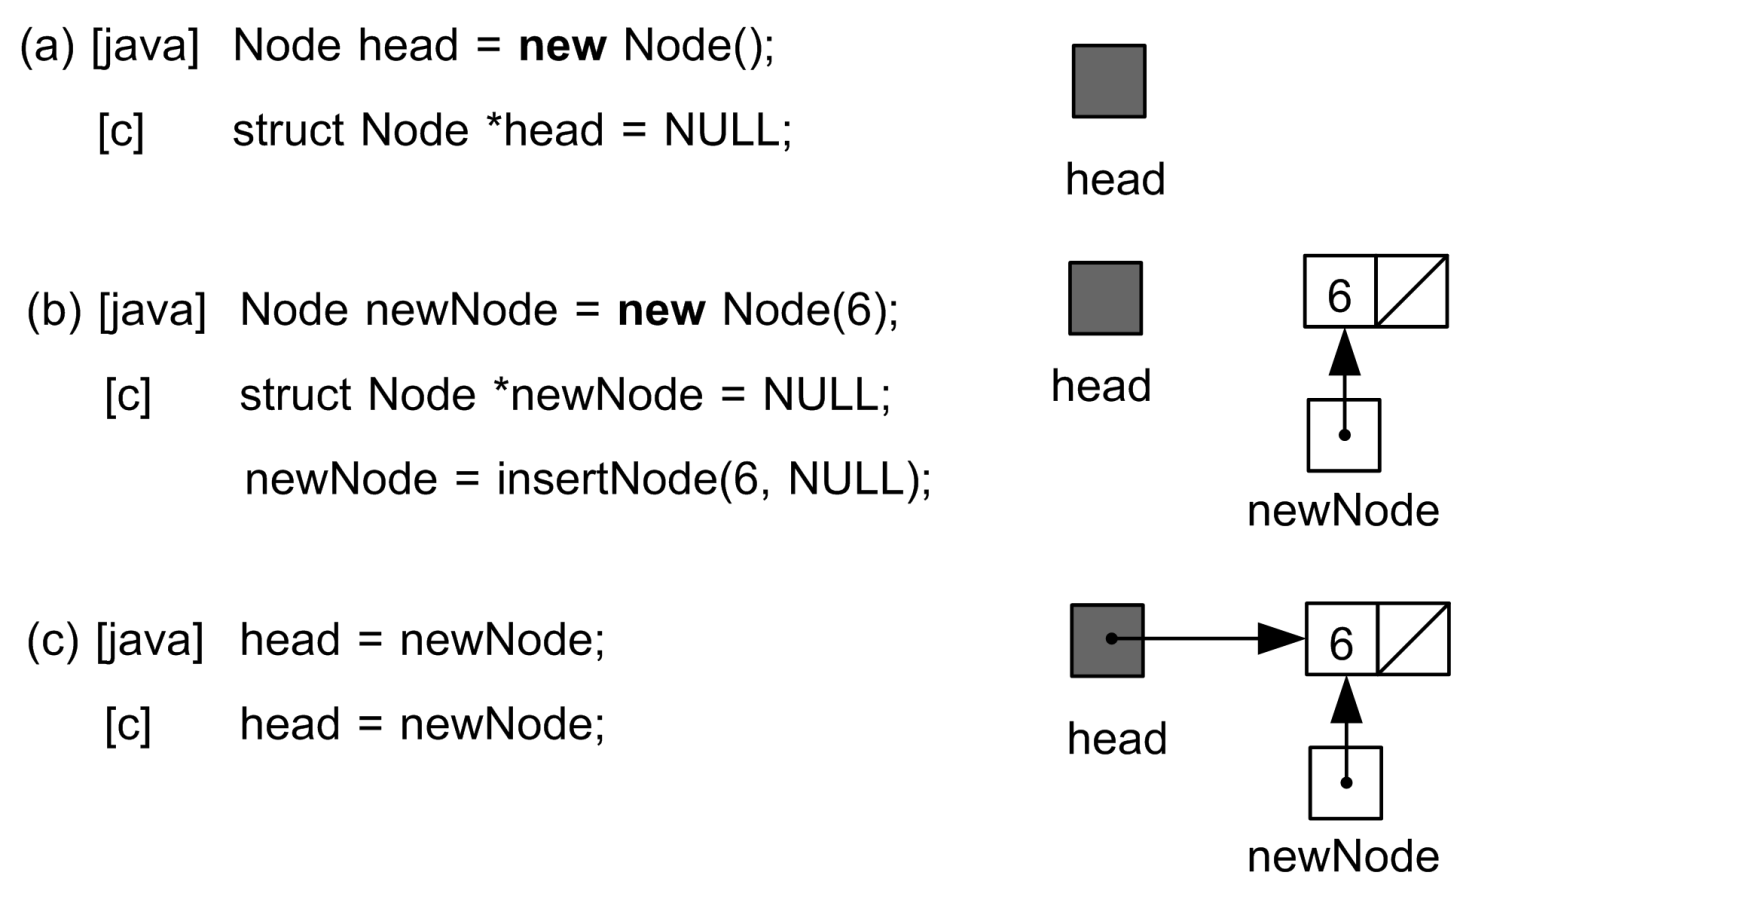 (a) [java] Node head = new Node();
[c] struct Node *head = NULL;
head
(b) [java] Node newNode = new Node(6);
[c] struct Node *newNode = NULL;
newNode = insertNode(6, NULL);
head
6
newNode
(c) [java] head = newNode;
[c] head = newNode;
head
6
newNode